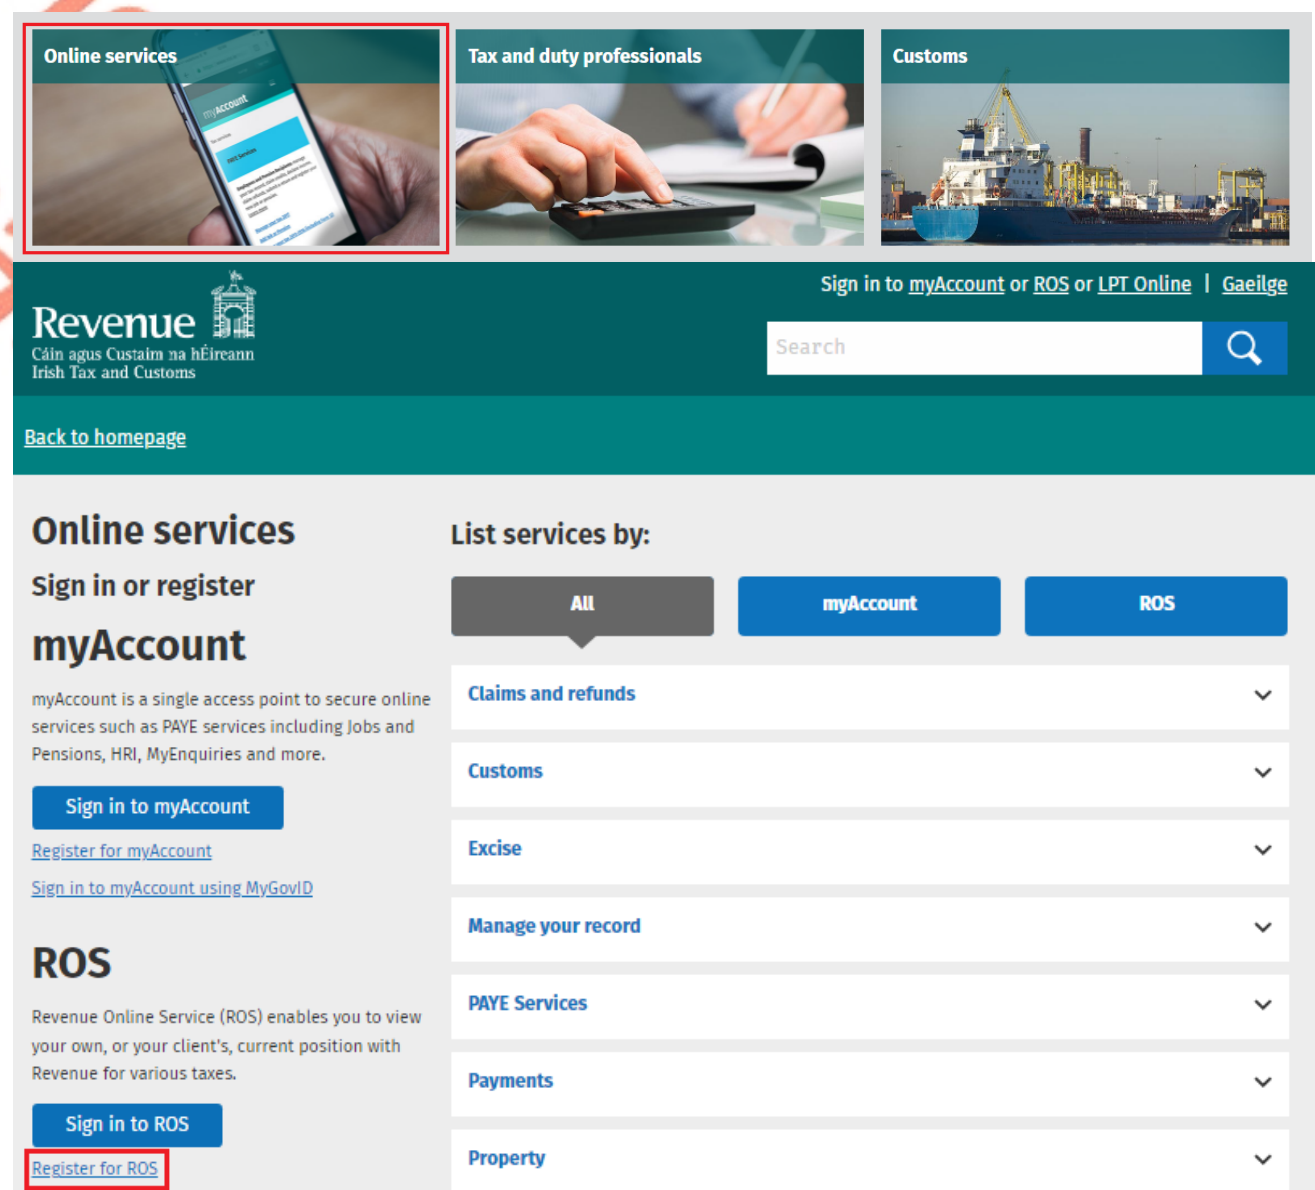 Online services
Tax and duty professionals
Customs
myAccount
PAYE Services
Sign in to myAccount or ROS or LPT Online | Gaeilge
Revenue
Cáin agus Custaim na hÉireann
Irish Tax and Customs
Search
Back to homepage
Online services
Sign in or register
myAccount
myAccount is a single access point to secure online
services such as PAYE services including Jobs and
Pensions, HRI, MyEnquiries and more.
Sign in to myAccount
Register for myAccount
Sign in to myAccount using MyGovID
ROS
Revenue Online Service (ROS) enables you to view
your own, or your client's, current position with
Revenue for various taxes.
Sign in to ROS
Register for ROS
List services by:
All
myAccount
ROS
Claims and refunds
Customs
Excise
Manage your record
PAYE Services
Payments
Property